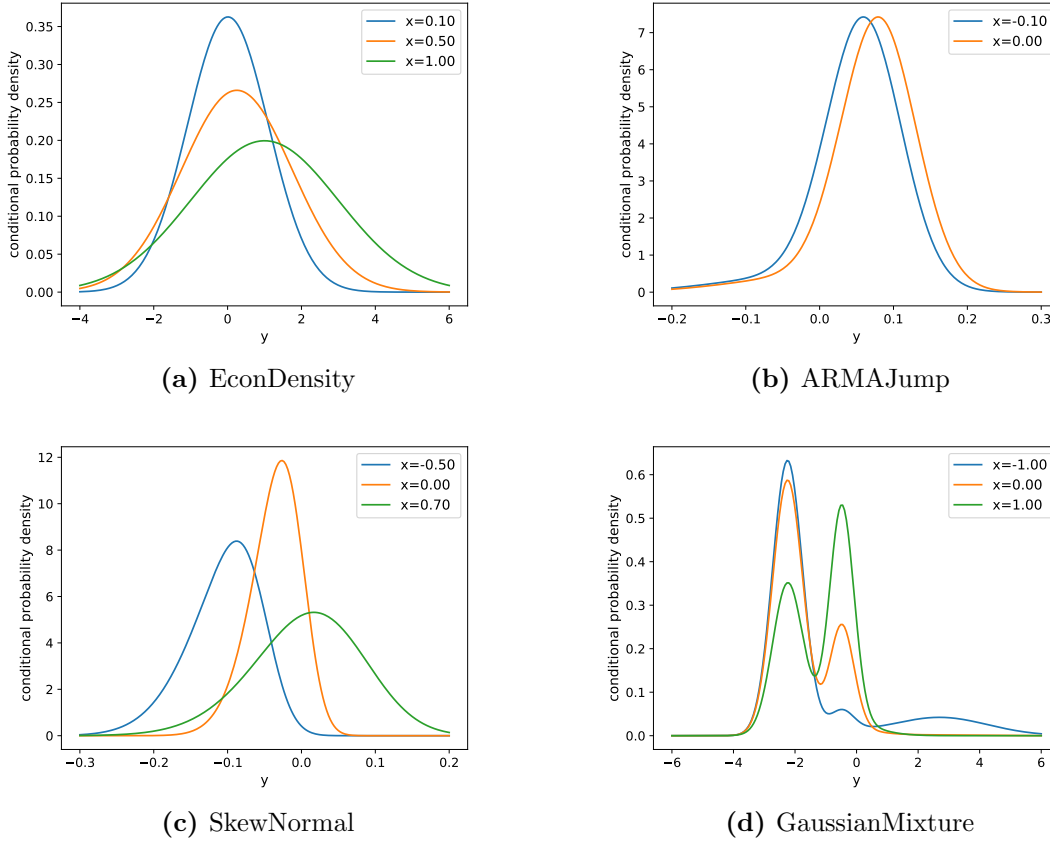 conditional probability density
0.35
0.30
0.25
0.20
0.15
0.10
0.05
0.00
−4 −2 0 2 4 6
y
x=0.10
x=0.50
x=1.00
(a) EconDensity
conditional probability density
7
6
5
4
3
2
1
0
−0.2 −0.1 0.0 0.1 0.2 0.3
y
x=-0.10
x=0.00
(b) ARMAJump
conditional probability density
12
10
8
6
4
2
0
−0.3 −0.2 −0.1 0.0 0.1 0.2
y
x=-0.50
x=0.00
x=0.70
(c) SkewNormal
conditional probability density
0.6
0.5
0.4
0.3
0.2
0.1
0.0
−6 −4 −2 0 2 4 6
y
x=-1.00
x=0.00
x=1.00
(d) GaussianMixture